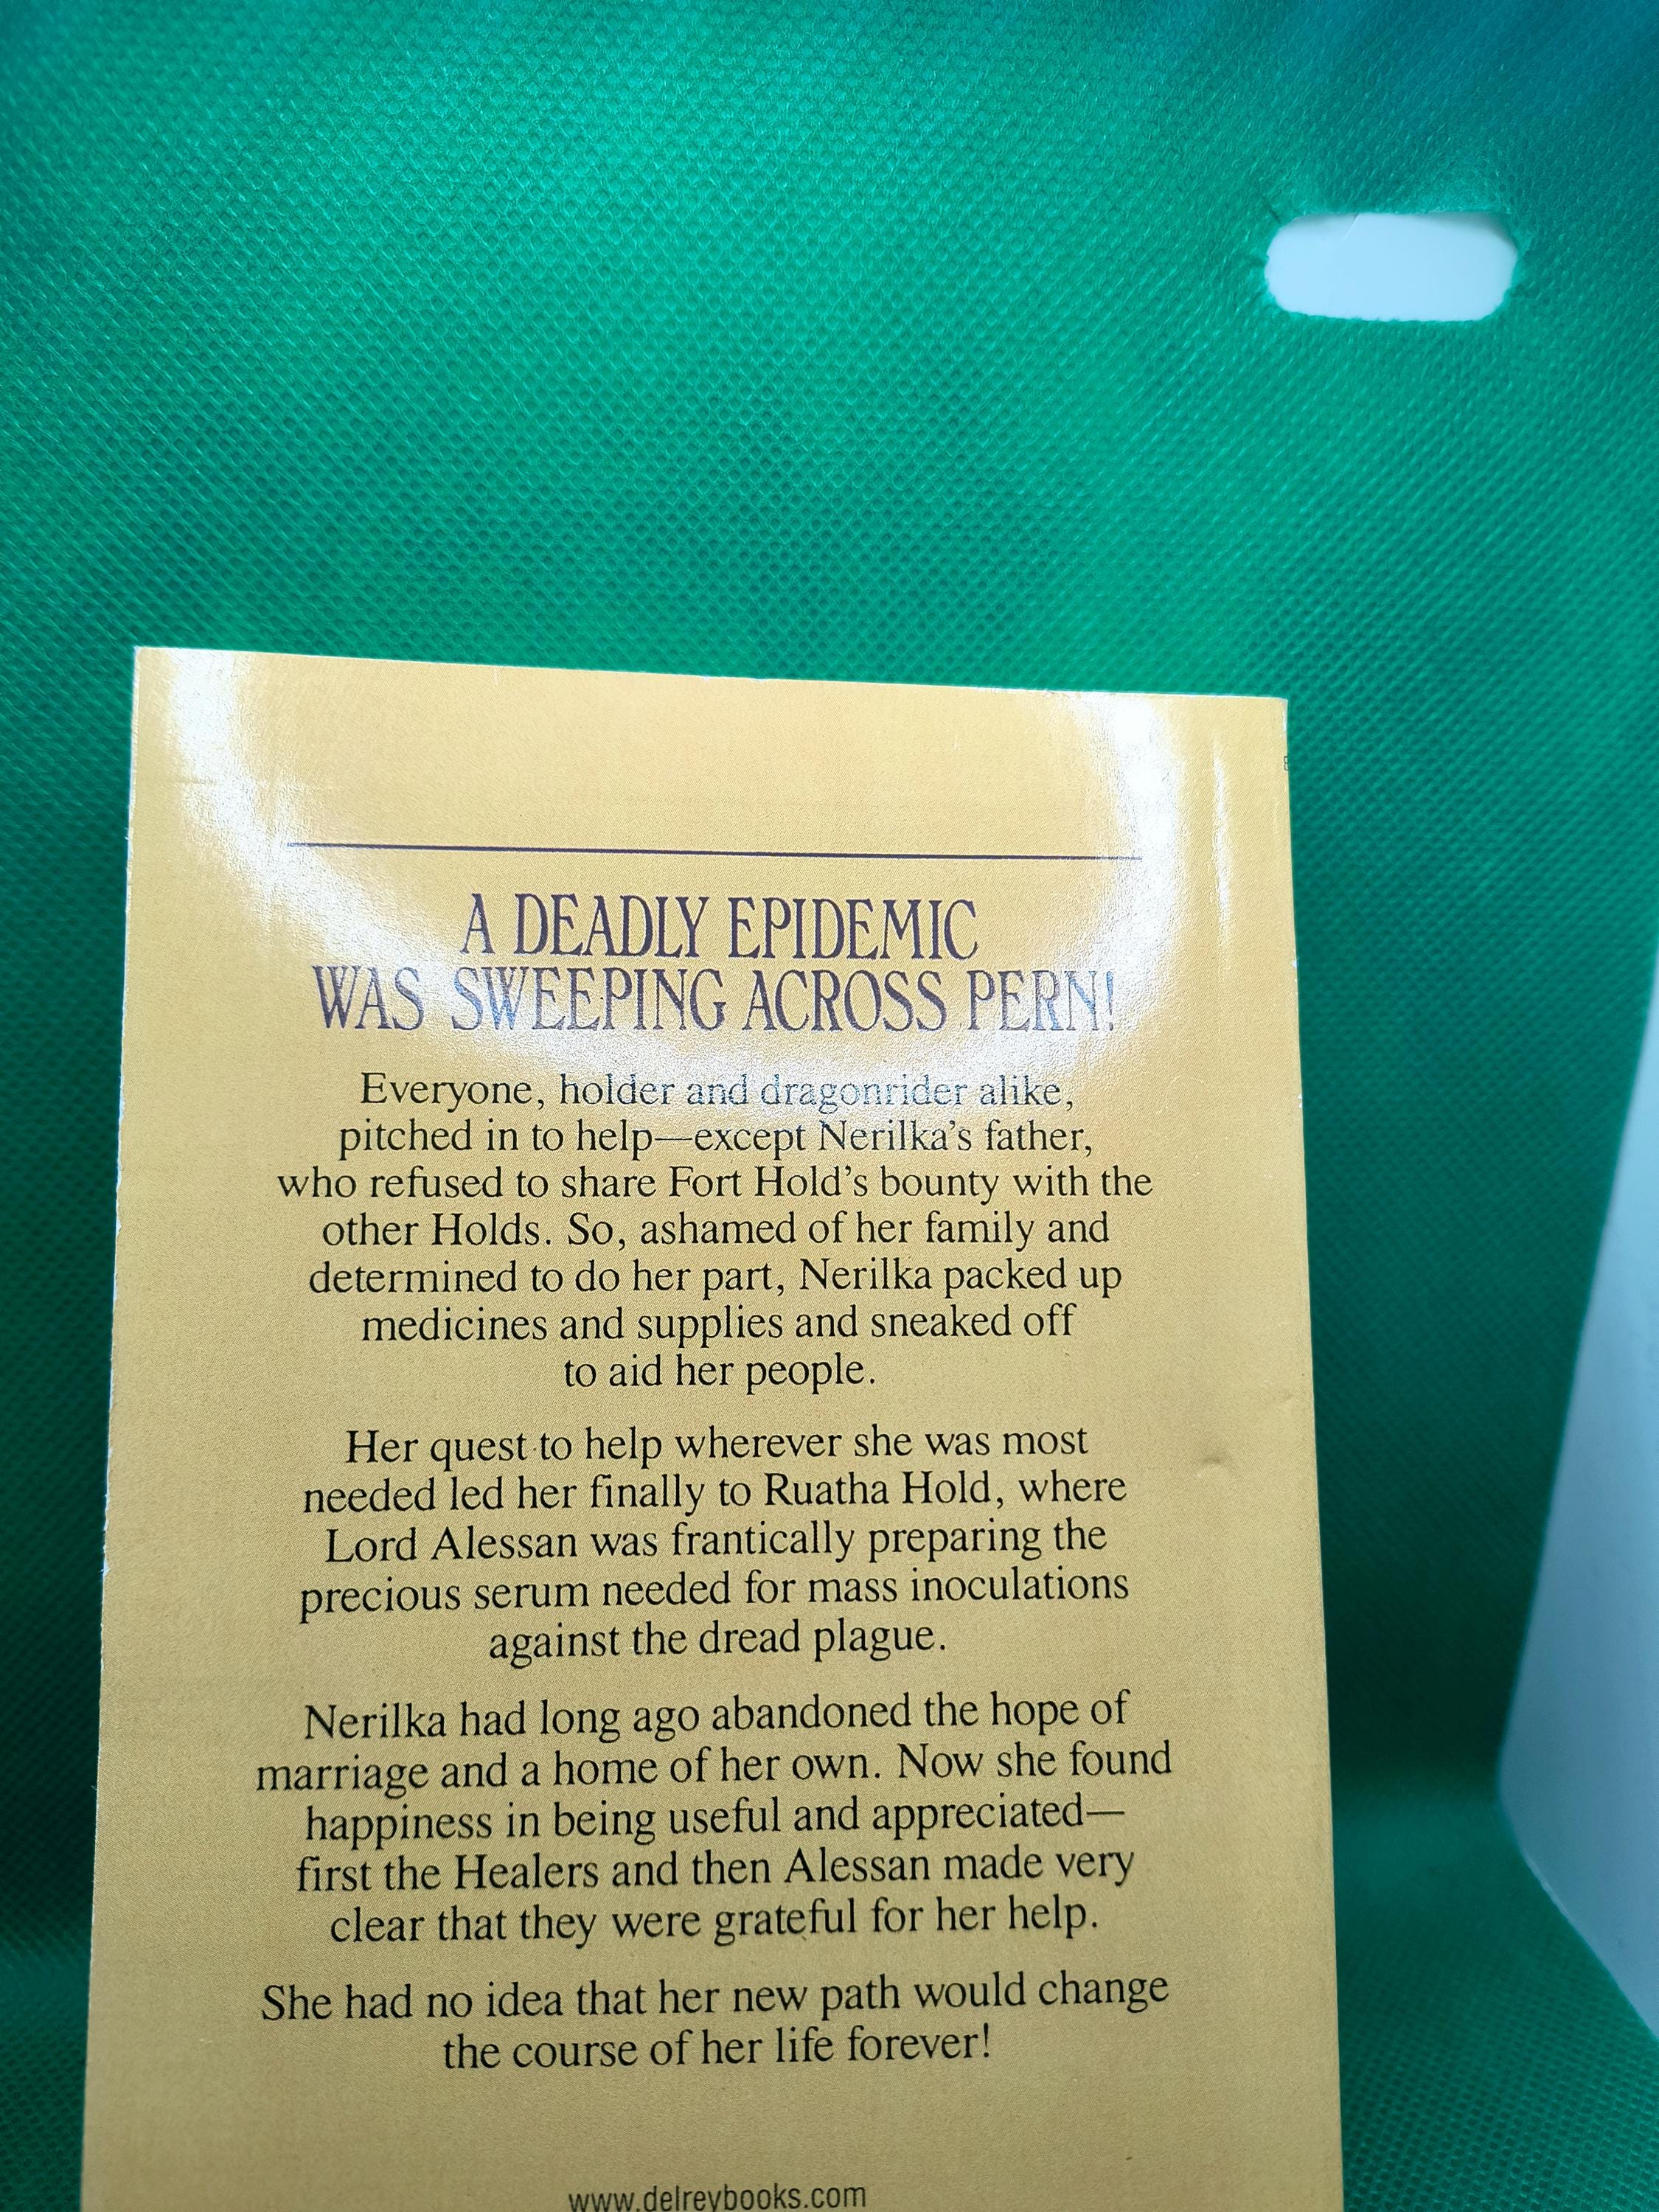 A DEADLY EPIDEMIC
WAS SWEEPING ACROSS PERN!
Everyone, holder and dragonrider alike,
pitched in to help—except Nerilka's father,
who refused to share Fort Hold's bounty with the
other Holds. So, ashamed of her family and
determined to do her part, Nerilka packed up
medicines and supplies and sneaked off
to aid her people.
Her quest to help wherever she was most
needed led her finally to Ruatha Hold, where
Lord Alessan was frantically preparing the
precious serum needed for mass inoculations
against the dread plague.
Nerilka had long ago abandoned the hope of
marriage and a home of her own. Now she found
happiness in being useful and appreciated—
first the Healers and then Alessan made very
clear that they were grateful for her help.
She had no idea that her new path would change
the course of her life forever!
www.delreybooks.com